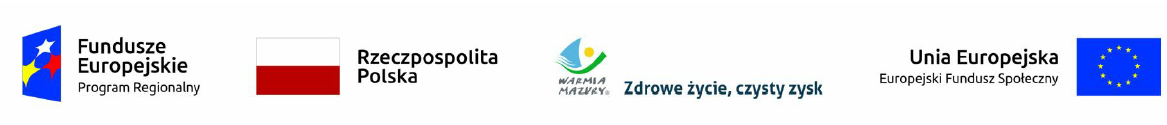 Fundusze
Europejskie
Program Regionalny
Rzeczpospolita
Polska
WARMIA
MAZURY®
Zdrowe życie, czysty zysk
Unia Europejska
Europejski Fundusz Społeczny